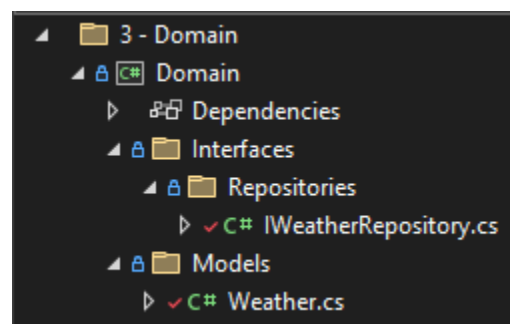 3 - Domain
C# Domain
Dependencies
Interfaces
Repositories
C# IWeatherRepository.cs
Models
C# Weather.cs